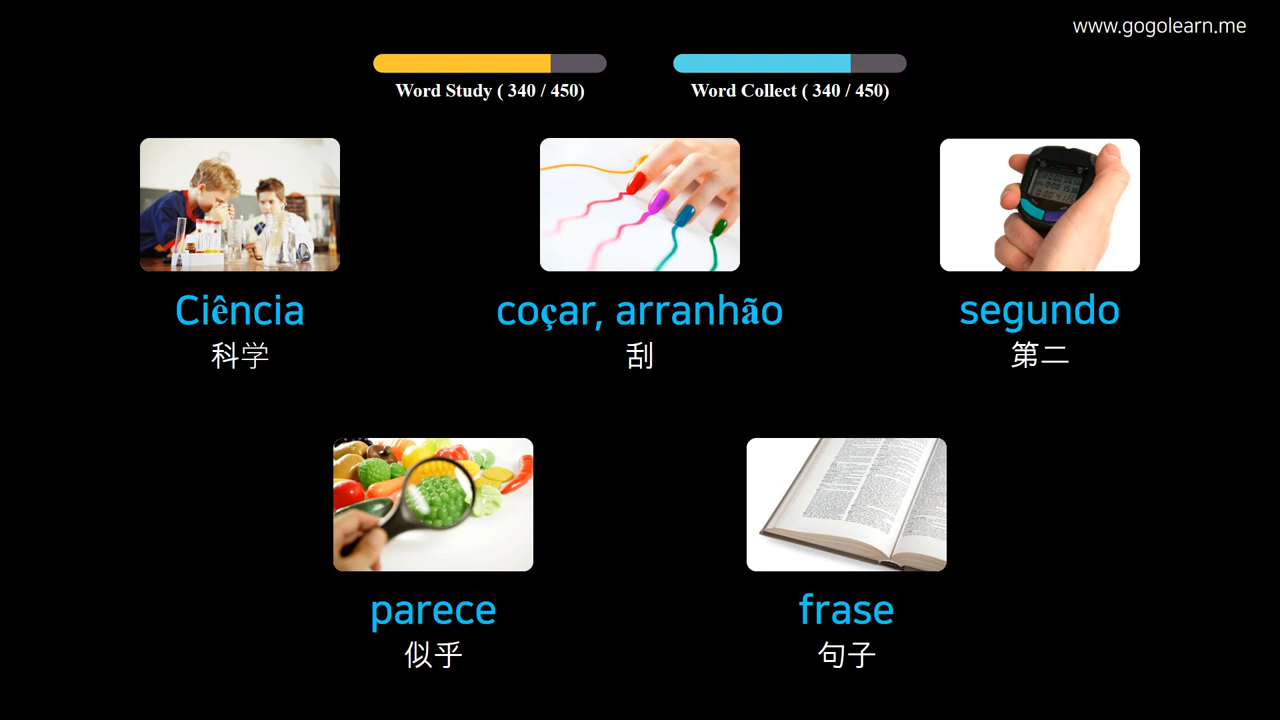 www.gogolearn.me
Word Study ( 340 / 450)
Word Collect ( 340 / 450)
Ciência
科学
coçar, arranhão
刮
segundo
第二
parece
似乎
frase
句子